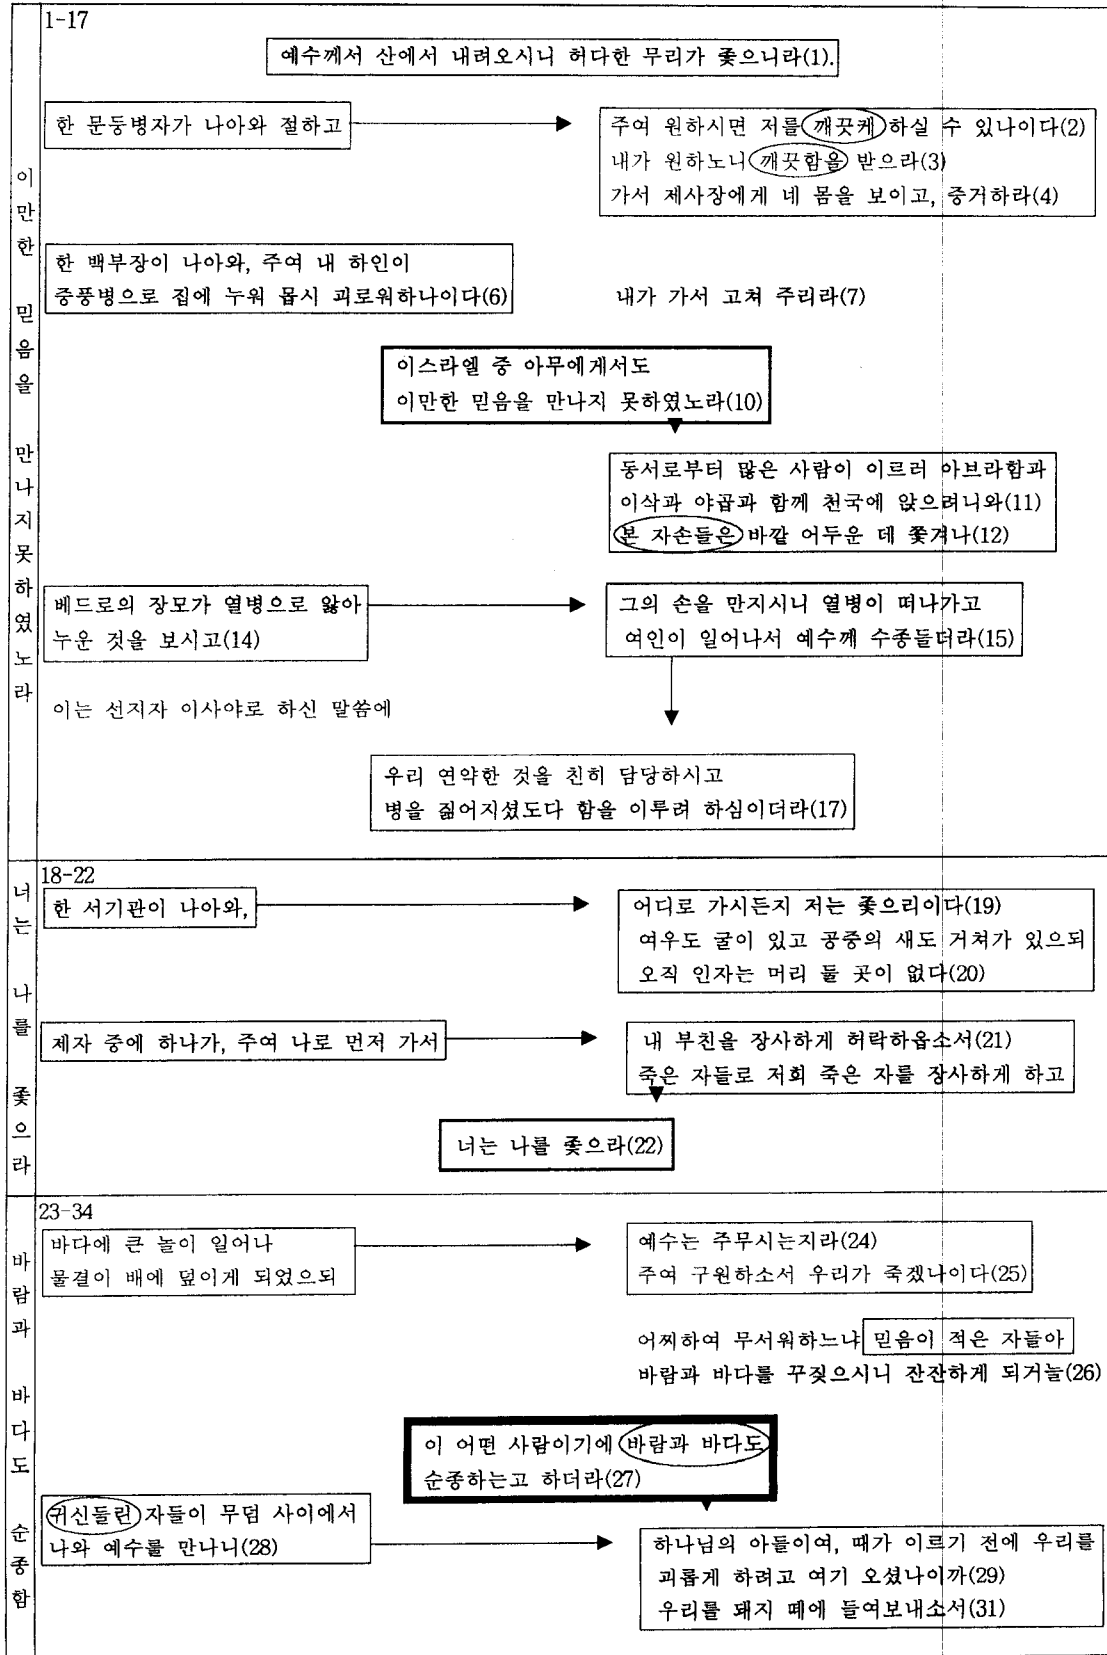 1-17
예수께서 산에서 내려오시니 허다한 무리가 좇으니라(1).
한 문둥병자가 나아와 절하고
주여 원하시면 저를 깨끗케 하실 수 있나이다(2)
내가 원하노니 깨끗함을 받으라(3)
가서 제사장에게 네 몸을 보이고, 증거하라(4)
이만한 믿음을 만나지못하였노라
한 백부장이 나아와, 주여 내 하인이
중풍병으로 집에 누워 몹시 괴로워하나이다(6)
내가 가서 고쳐 주리라(7)
이스라엘 중 아무에게서도
이만한 믿음을 만나지 못하였노라(10)
동서로부터 많은 사람이 이르러 아브라함과
이삭과 야곱과 함께 천국에 앉으려니와(11)
본 자손들은 바깥 어두운 데 쫓겨나(12)
베드로의 장모가 열병으로 앓아
누운 것을 보시고(14)
그의 손을 만지시니 열병이 떠나가고
여인이 일어나서 예수께 수종들더라(15)
이는 선지자 이사야로 하신 말씀에
우리 연약한 것을 친히 담당하시고
병을 짊어지셨도다 함을 이루려 하심이더라(17)
18-22
너는 나를 좇으라
한 서기관이 나아와,
어디로 가시든지 저는 좇으리이다(19)
여우도 굴이 있고 공중의 새도 거쳐가 있으되
오직 인자는 머리 둘 곳이 없다(20)
제자 중에 하나가, 주여 나로 먼저 가서
내 부친을 장사하게 허락하옵소서(21)
죽은 자들로 저희 죽은 자를 장사하게 하고
너는 나를 좇으라(22)
23-34
바람과 바다도 순종함
바다에 큰 놀이 일어나
물결이 배에 덮이게 되었으되
예수는 주무시는지라(24)
주여 구원하소서 우리가 죽겠나이다(25)
어찌하여 무서워하느냐 믿음이 적은 자들아
바람과 바다를 꾸짖으시니 잔잔하게 되거늘(26)
이 어떤 사람이기에 바람과 바다도
순종하는고 하더라(27)
귀신들린 자들이 무덤 사이에서
나와 예수를 만나니(28)
하나님의 아들이여, 때가 이르기 전에 우리를
괴롭게 하려고 여기 오셨나이까(29)
우리를 돼지 떼에 들여보내소서(31)